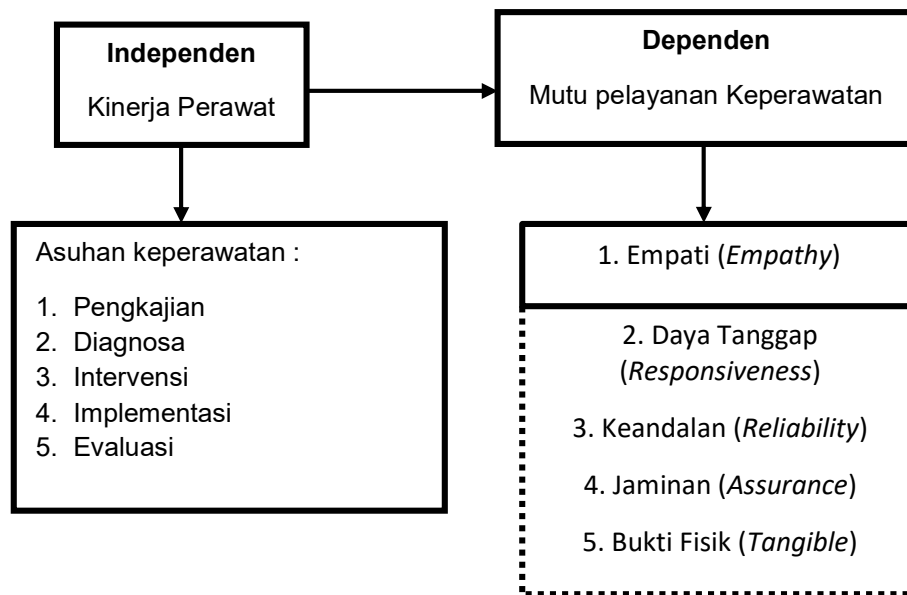 Independen
Kinerja Perawat
Dependen
Mutu pelayanan Keperawatan
Asuhan keperawatan :
1. Pengkajian
2. Diagnosa
3. Intervensi
4. Implementasi
5. Evaluasi
1. Empati (Empathy)
2. Daya Tanggap
(Responsiveness)
3. Keandalan (Reliability)
4. Jaminan (Assurance)
5. Bukti Fisik (Tangible)